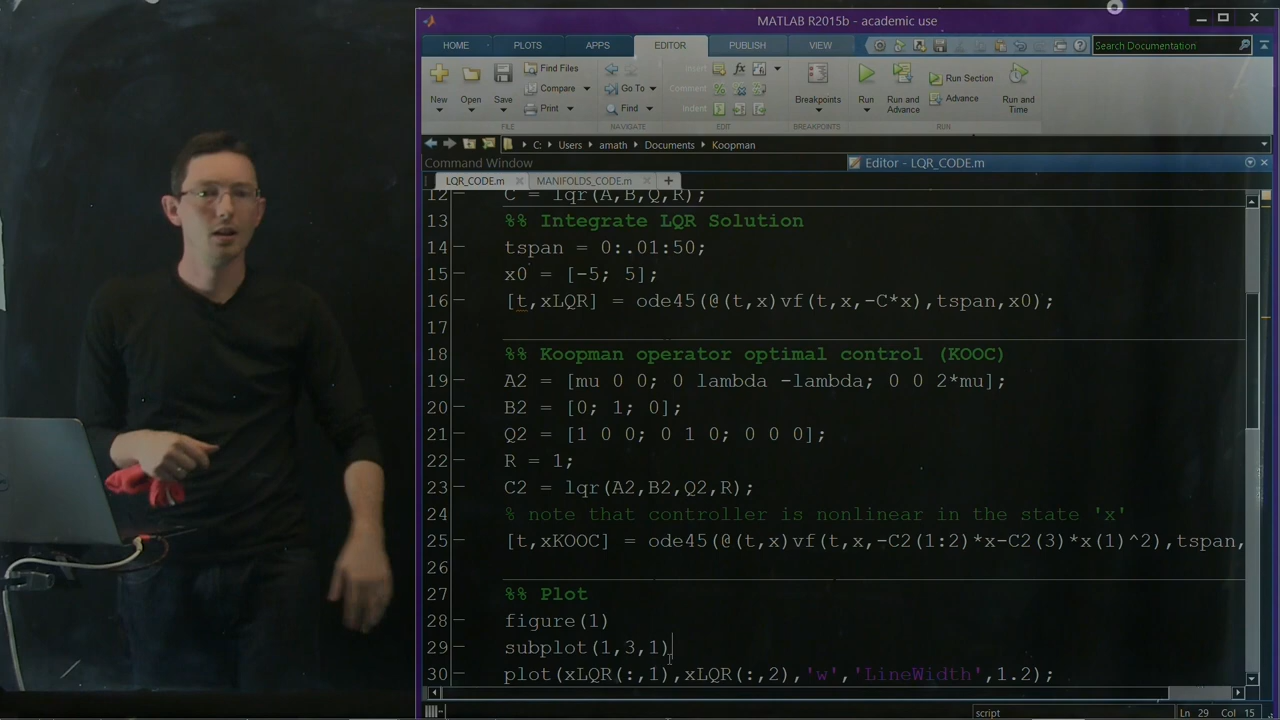 MATLAB R2015b - academic use
HOME PLOTS APPS EDITOR PUBLISH VIEW Search Documentation
New Open Save Find Files Compare Print Go To Find Insert Comment Indent fx Breakpoints Run Run and Advance Run Section Advance Run and Time
FILE NAVIGATE EDIT BREAKPOINTS RUN
C: Users amath Documents Koopman
Command Window Editor - LQR_CODE.m
LQR_CODE.m MANIFOLDS_CODE.m
12 C = lqr(A,B,Q,R);
13 %% Integrate LQR Solution
14 tspan = 0:.01:50;
15 x0 = [-5; 5];
16 [t,xLQR] = ode45(@(t,x)vf(t,x,-C*x),tspan,x0);
17
18 %% Koopman operator optimal control (KOOC)
19 A2 = [mu 0 0; 0 lambda -lambda; 0 0 2*mu];
20 B2 = [0; 1; 0];
21 Q2 = [1 0 0; 0 1 0; 0 0 0];
22 R = 1;
23 C2 = lqr(A2,B2,Q2,R);
24 % note that controller is nonlinear in the state 'x'
25 [t,xKOOC] = ode45(@(t,x)vf(t,x,-C2(1:2)*x-C2(3)*x(1)^2),tspan,
26
27 %% Plot
28 figure(1)
29 subplot(1,3,1)
30 plot(xLQR(:,1),xLQR(:,2),'w','LineWidth',1.2);
script Ln 29 Col 15